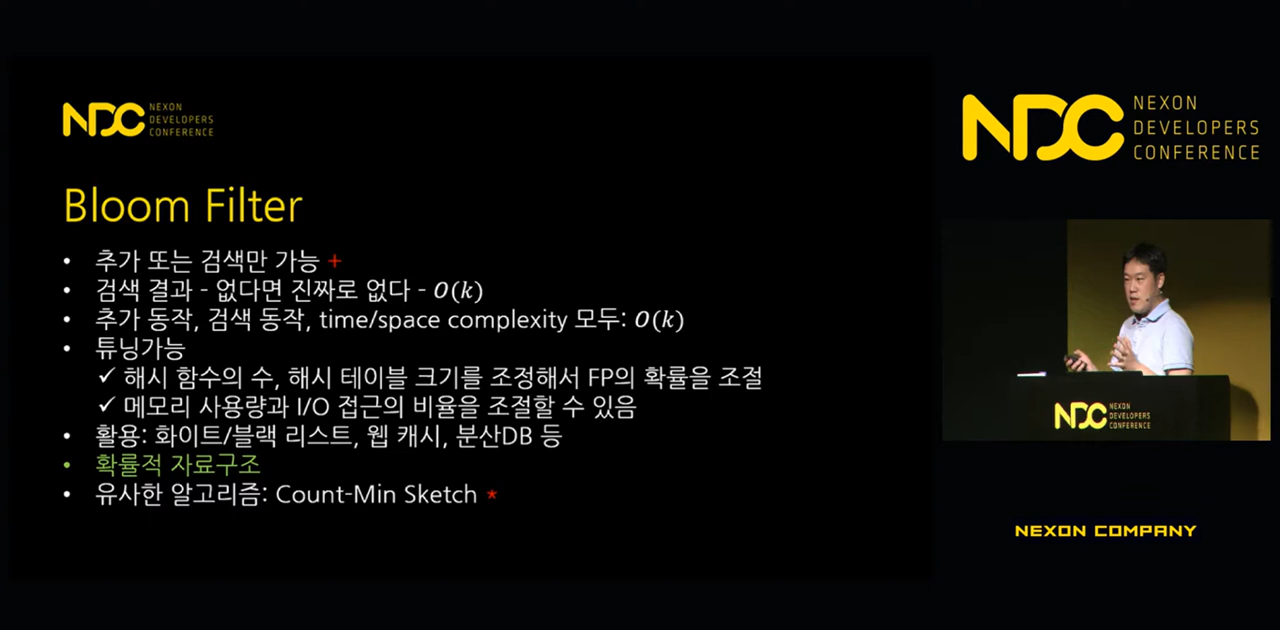 NDC NEXON
DEVELOPERS
CONFERENCE
Bloom Filter
• 추가 또는 검색만 가능 +
• 검색 결과 - 없다면 진짜로 없다 - O(k)
• 추가 동작, 검색 동작, time/space complexity 모두: O(k)
• 튜닝가능
✓ 해시 함수의 수, 해시 테이블 크기를 조정해서 FP의 확률을 조절
✓ 메모리 사용량과 I/O 접근의 비율을 조절할 수 있음
• 활용: 화이트/블랙 리스트, 웹 캐시, 분산DB 등
• 확률적 자료구조
• 유사한 알고리즘: Count-Min Sketch *
NDC NEXON
DEVELOPERS
CONFERENCE
NDC NEXON
DEVELOPERS
CONFERENCE
NEXON COMPANY